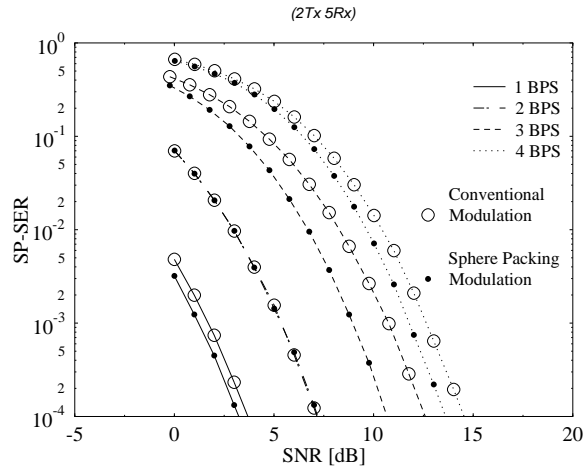 (2Tx 5Rx)
10^0
5
2
10^-1
5
2
10^-2
5
2
10^-3
5
2
10^-4
SP-SER
-5 0 5 10 15 20
SNR [dB]
1 BPS
2 BPS
3 BPS
4 BPS
Conventional
Modulation
Sphere Packing
Modulation